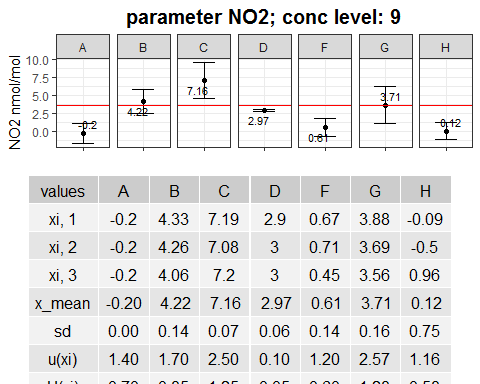 parameter NO2; conc level: 9
A B C D F G H
NO2 nmol/mol
10.0
7.5
5.0
2.5
0.0
-0.2 4.22 7.16 2.97 0.61 3.71 0.12
values A B C D F G H
xi, 1 -0.2 4.33 7.19 2.9 0.67 3.88 -0.09
xi, 2 -0.2 4.26 7.08 3 0.71 3.69 -0.5
xi, 3 -0.2 4.06 7.2 3 0.45 3.56 0.96
x_mean -0.20 4.22 7.16 2.97 0.61 3.71 0.12
sd 0.00 0.14 0.07 0.06 0.14 0.16 0.75
u(xi) 1.40 1.70 2.50 0.10 1.20 2.57 1.16